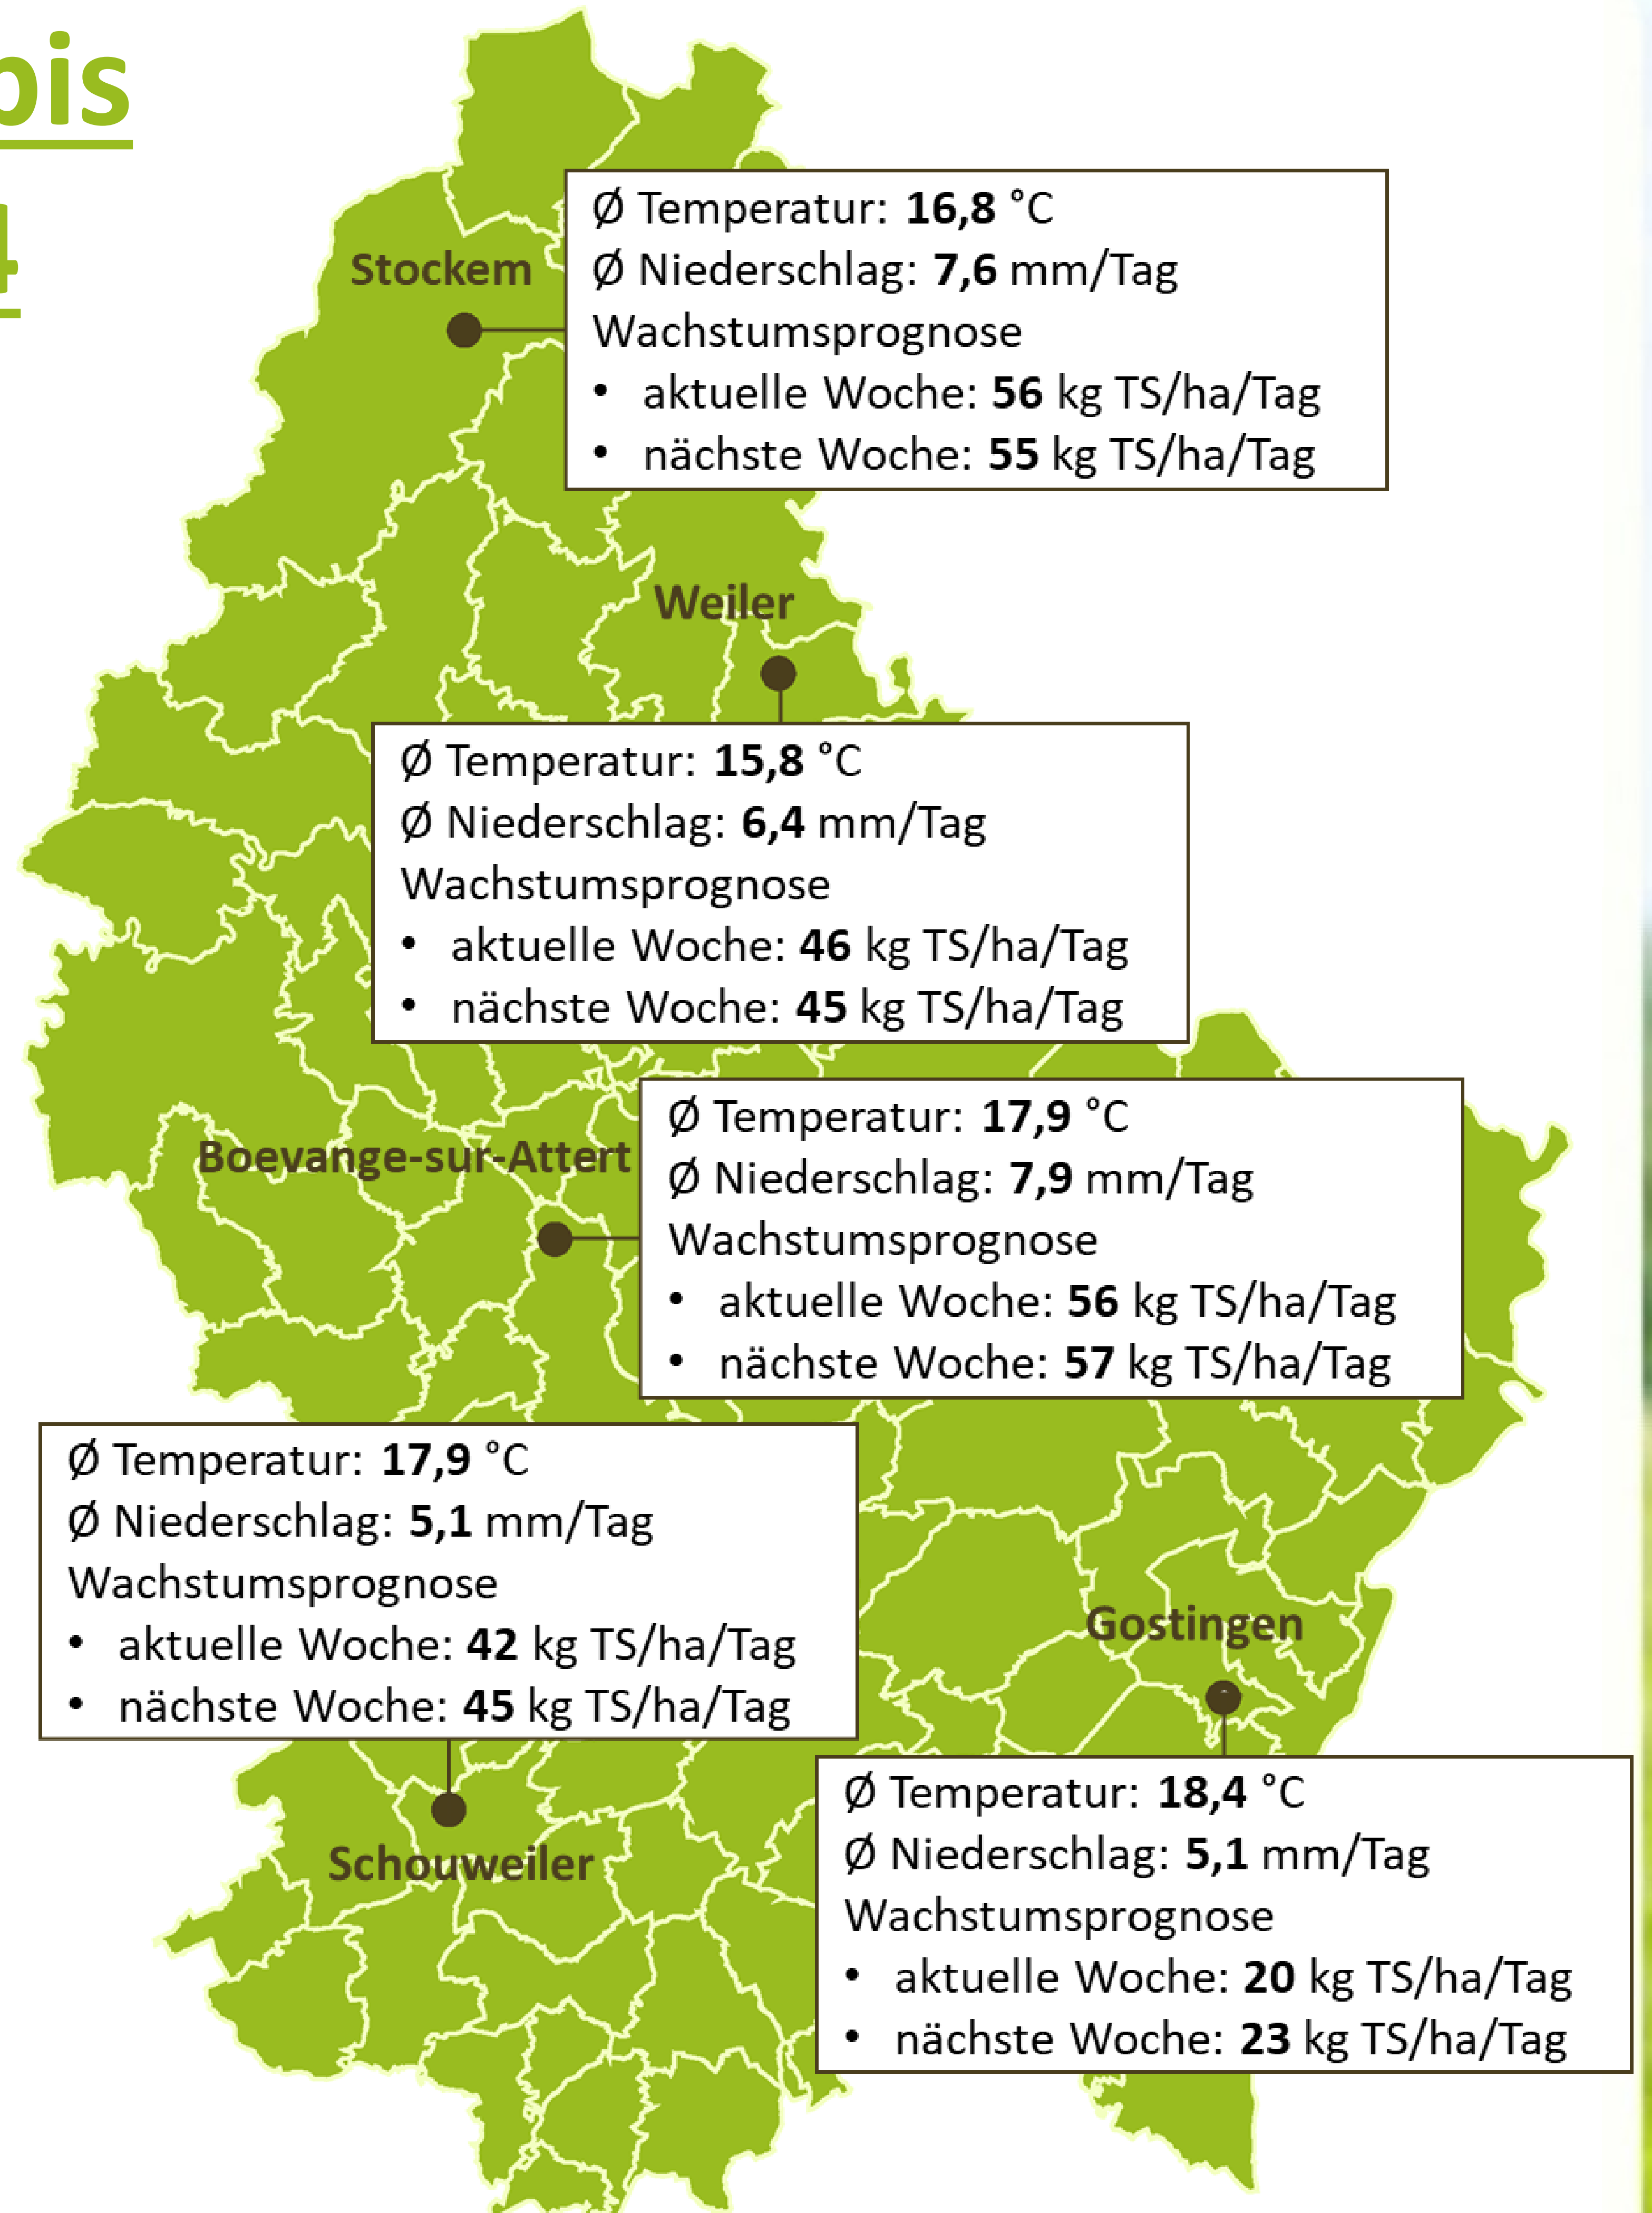 bis
4
Stockem
Ø Temperatur: 16,8 °C
Ø Niederschlag: 7,6 mm/Tag
Wachstumsprognose
• aktuelle Woche: 56 kg TS/ha/Tag
• nächste Woche: 55 kg TS/ha/Tag
Weiler
Ø Temperatur: 15,8 °C
Ø Niederschlag: 6,4 mm/Tag
Wachstumsprognose
• aktuelle Woche: 46 kg TS/ha/Tag
• nächste Woche: 45 kg TS/ha/Tag
Boevange-sur-Attert
Ø Temperatur: 17,9 °C
Ø Niederschlag: 7,9 mm/Tag
Wachstumsprognose
• aktuelle Woche: 56 kg TS/ha/Tag
• nächste Woche: 57 kg TS/ha/Tag
Ø Temperatur: 17,9 °C
Ø Niederschlag: 5,1 mm/Tag
Wachstumsprognose
• aktuelle Woche: 42 kg TS/ha/Tag
• nächste Woche: 45 kg TS/ha/Tag
Schouweiler
Gostingen
Ø Temperatur: 18,4 °C
Ø Niederschlag: 5,1 mm/Tag
Wachstumsprognose
• aktuelle Woche: 20 kg TS/ha/Tag
• nächste Woche: 23 kg TS/ha/Tag